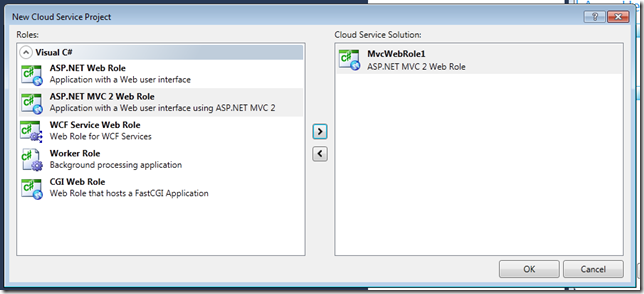 New Cloud Service Project
Roles:
Visual C#
ASP.NET Web Role
Application with a Web user interface
ASP.NET MVC 2 Web Role
Application with a Web user interface using ASP.NET MVC 2
WCF Service Web Role
Web Role for WCF Services
Worker Role
Background processing application
CGI Web Role
Web Role that hosts a FastCGI Application
Cloud Service Solution:
MvcWebRole1
ASP.NET MVC 2 Web Role
OK
Cancel